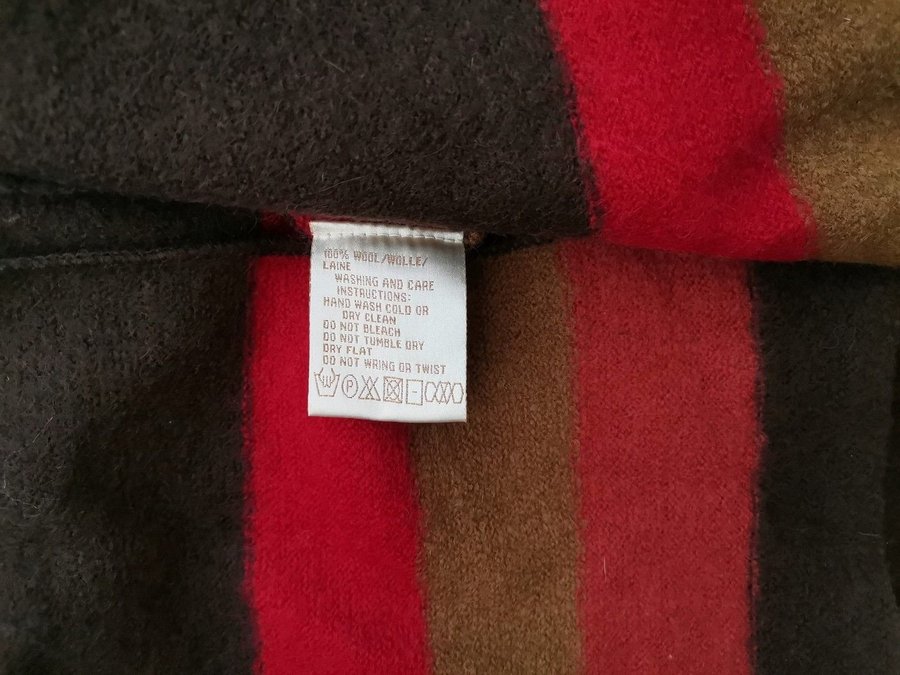 100% WOOL/WOLLE/
LAINE
WASHING AND CARE
INSTRUCTIONS:
HAND WASH COLD OR
DRY CLEAN
DO NOT BLEACH
DO NOT TUMBLE DRY
DRY FLAT
DO NOT WRING OR TWIST
P